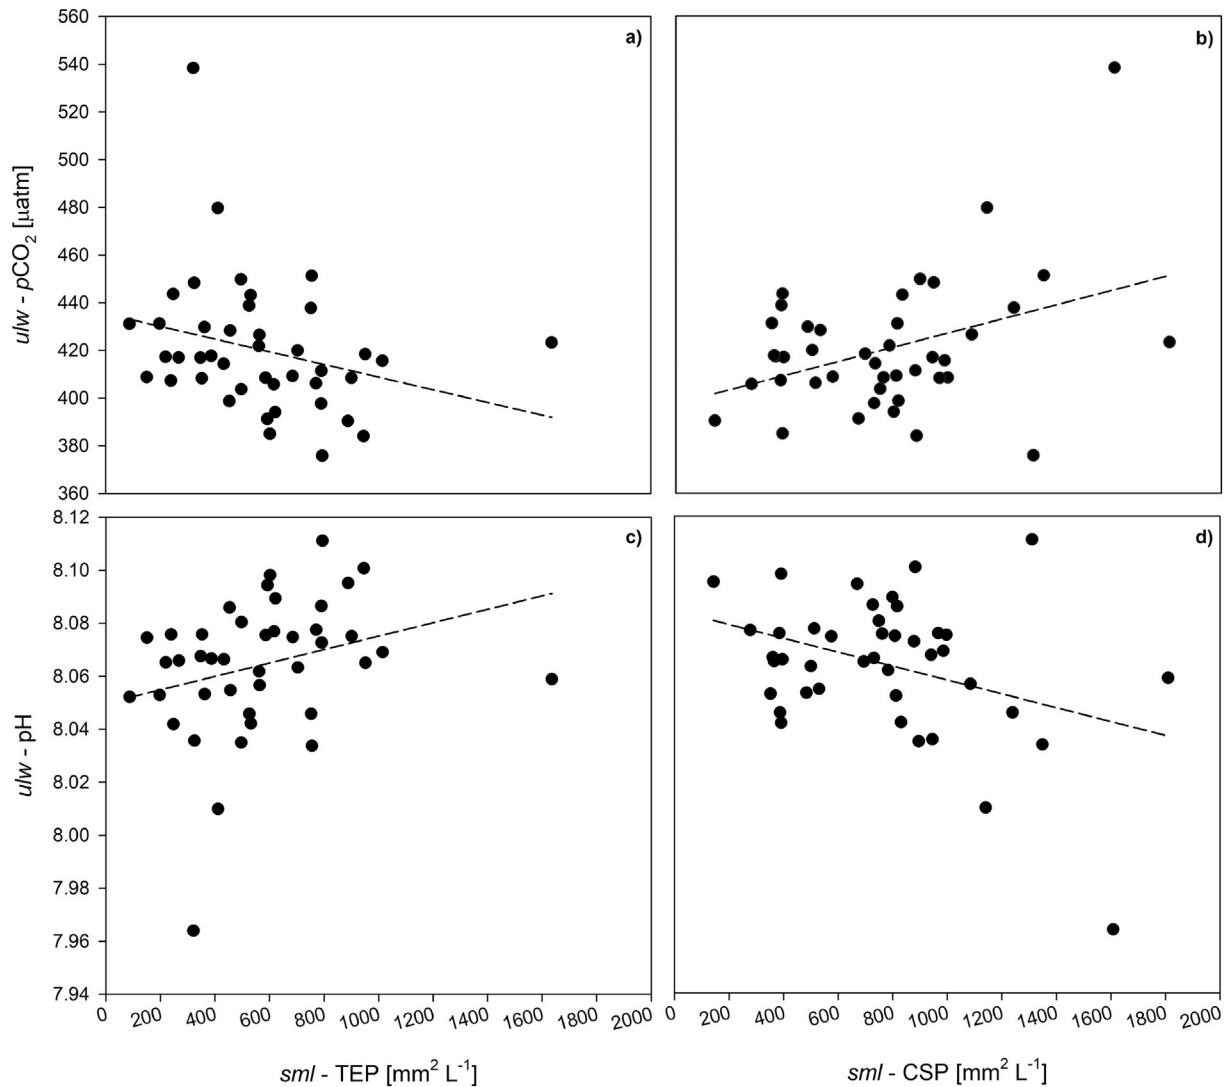 560
540
520
500
480
460
440
420
400
380
360
ulw - pCO₂ [µatm]
a)
b)
8.12
8.10
8.08
8.06
8.04
8.02
8.00
7.98
7.96
7.94
ulw - pH
c)
d)
0 200 400 600 800 1000 1200 1400 1600 1800 2000
0 200 400 600 800 1000 1200 1400 1600 1800 2000
sml - TEP [mm² L⁻¹]
sml - CSP [mm² L⁻¹]